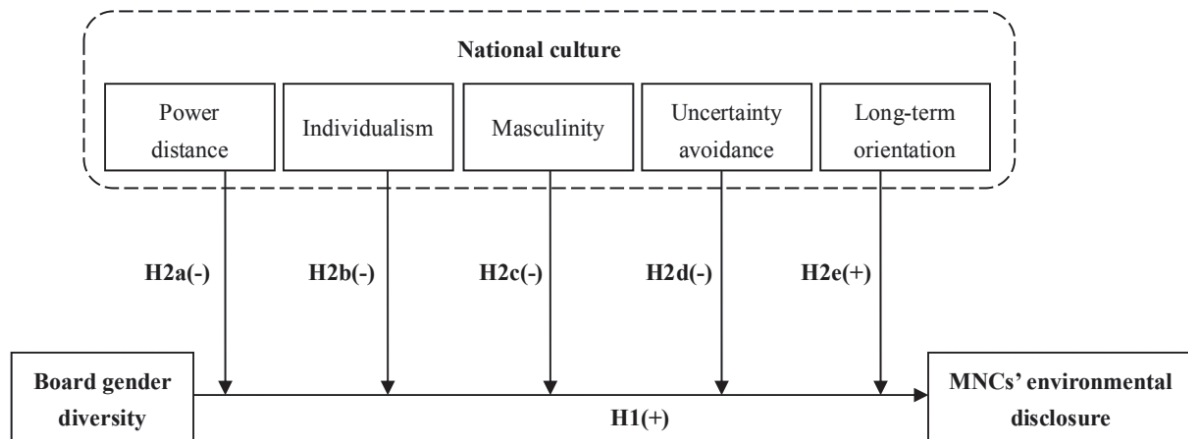 National culture
Power
distance
Individualism
Masculinity
Uncertainty
avoidance
Long-term
orientation
H2a(-)
H2b(-)
H2c(-)
H2d(-)
H2e(+)
Board gender
diversity
H1(+)
MNCs’ environmental
disclosure